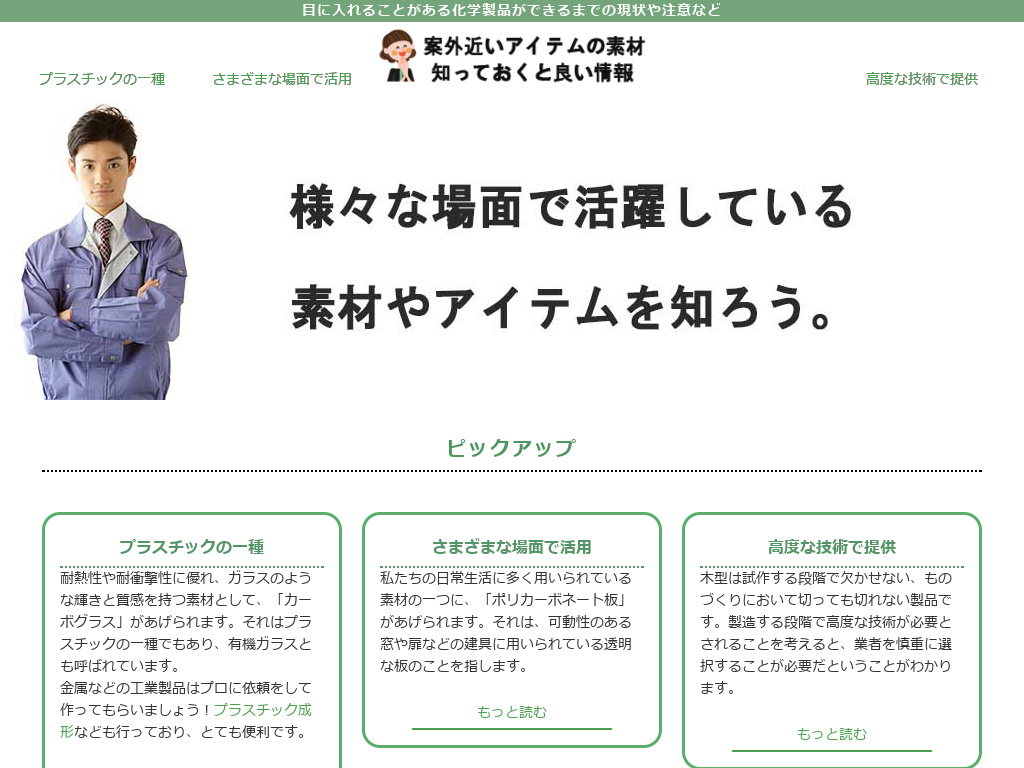 目に入れることがある化学製品ができるまでの現状や注意など
案外近いアイテムの素材
知っておくと良い情報
プラスチックの一種
さまざまな場面で活用
高度な技術で提供
様々な場面で活躍している
素材やアイテムを知ろう。
ピックアップ
プラスチックの一種
耐熱性や耐衝撃性に優れ、ガラスのよう
な輝きと質感を持つ素材として、「カー
ボグラス」があげられます。それはプラ
スチックの一種でもあり、有機ガラスと
も呼ばれています。
金属などの工業製品はプロに依頼をして
作ってもらいましょう！プラスチック成
形なども行っており、とても便利です。
さまざまな場面で活用
私たちの日常生活に多く用いられている
素材の一つに、「ポリカーボネート板」
があげられます。それは、可動性のある
窓や扉などの建具に用いられている透明
な板のことを指します。
もっと読む
高度な技術で提供
木型は試作する段階で欠かせない、もの
づくりにおいて切っても切れない製品で
す。製造する段階で高度な技術が必要と
されることを考えると、業者を慎重に選
択することが必要だということがわかり
ます。
もっと読む